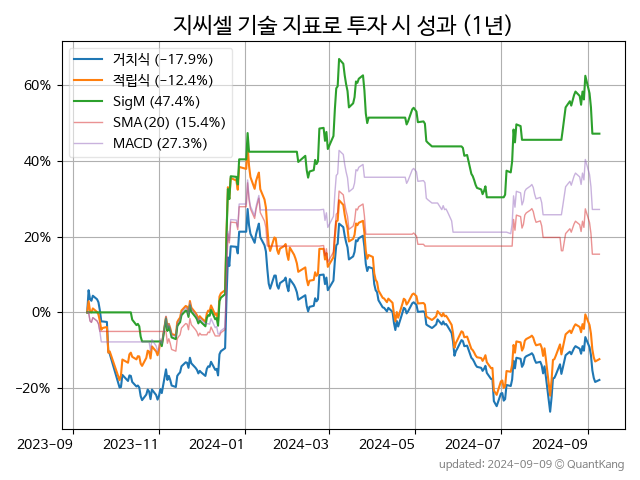 지씨셀 기술 지표로 투자 시 성과 (1년)
거치식 (−17.9%)
적립식 (−12.4%)
SigM (47.4%)
SMA(20) (15.4%)
MACD (27.3%)
60%
40%
20%
0%
−20%
2023-09 2023-11 2024-01 2024-03 2024-05 2024-07 2024-09
updated: 2024-09-09 © QuantKang